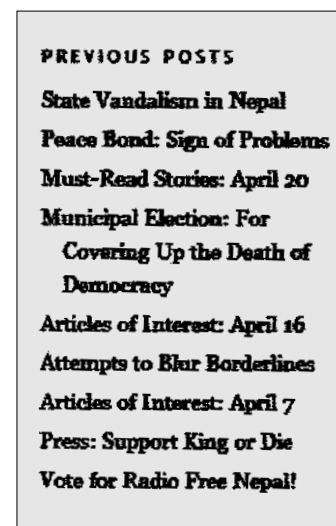 PREVIOUS POSTS
State Vandalism in Nepal
Peace Bond: Sign of Problems
Must-Read Stories: April 20
Municipal Election: For
Covering Up the Death of
Democracy
Articles of Interest: April 16
Attempts to Blur Borderlines
Articles of Interest: April 7
Press: Support King or Die
Vote for Radio Free Nepal!